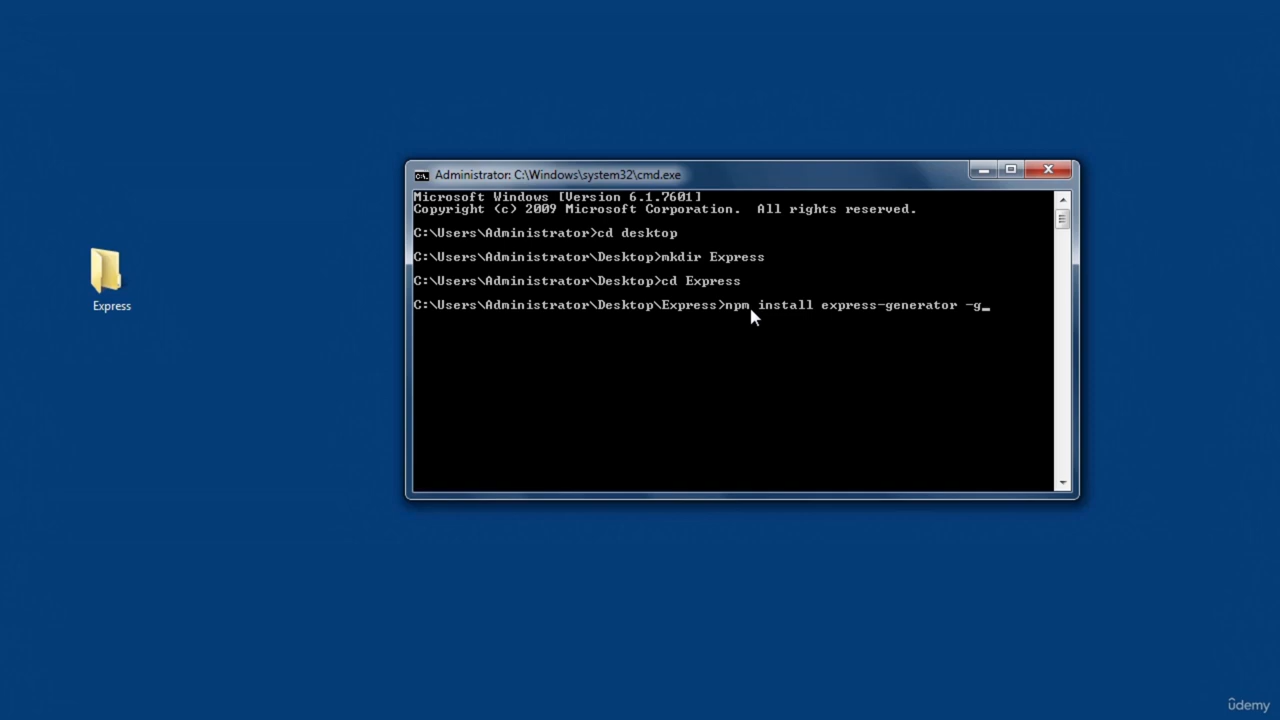 Administrator: C:\Windows\system32\cmd.exe
Microsoft Windows [Version 6.1.7601]
Copyright (c) 2009 Microsoft Corporation.  All rights reserved.
C:\Users\Administrator>cd desktop
C:\Users\Administrator\Desktop>mkdir Express
C:\Users\Administrator\Desktop>cd Express
C:\Users\Administrator\Desktop\Express>npm install express-generator -g_
Express
ûdemy